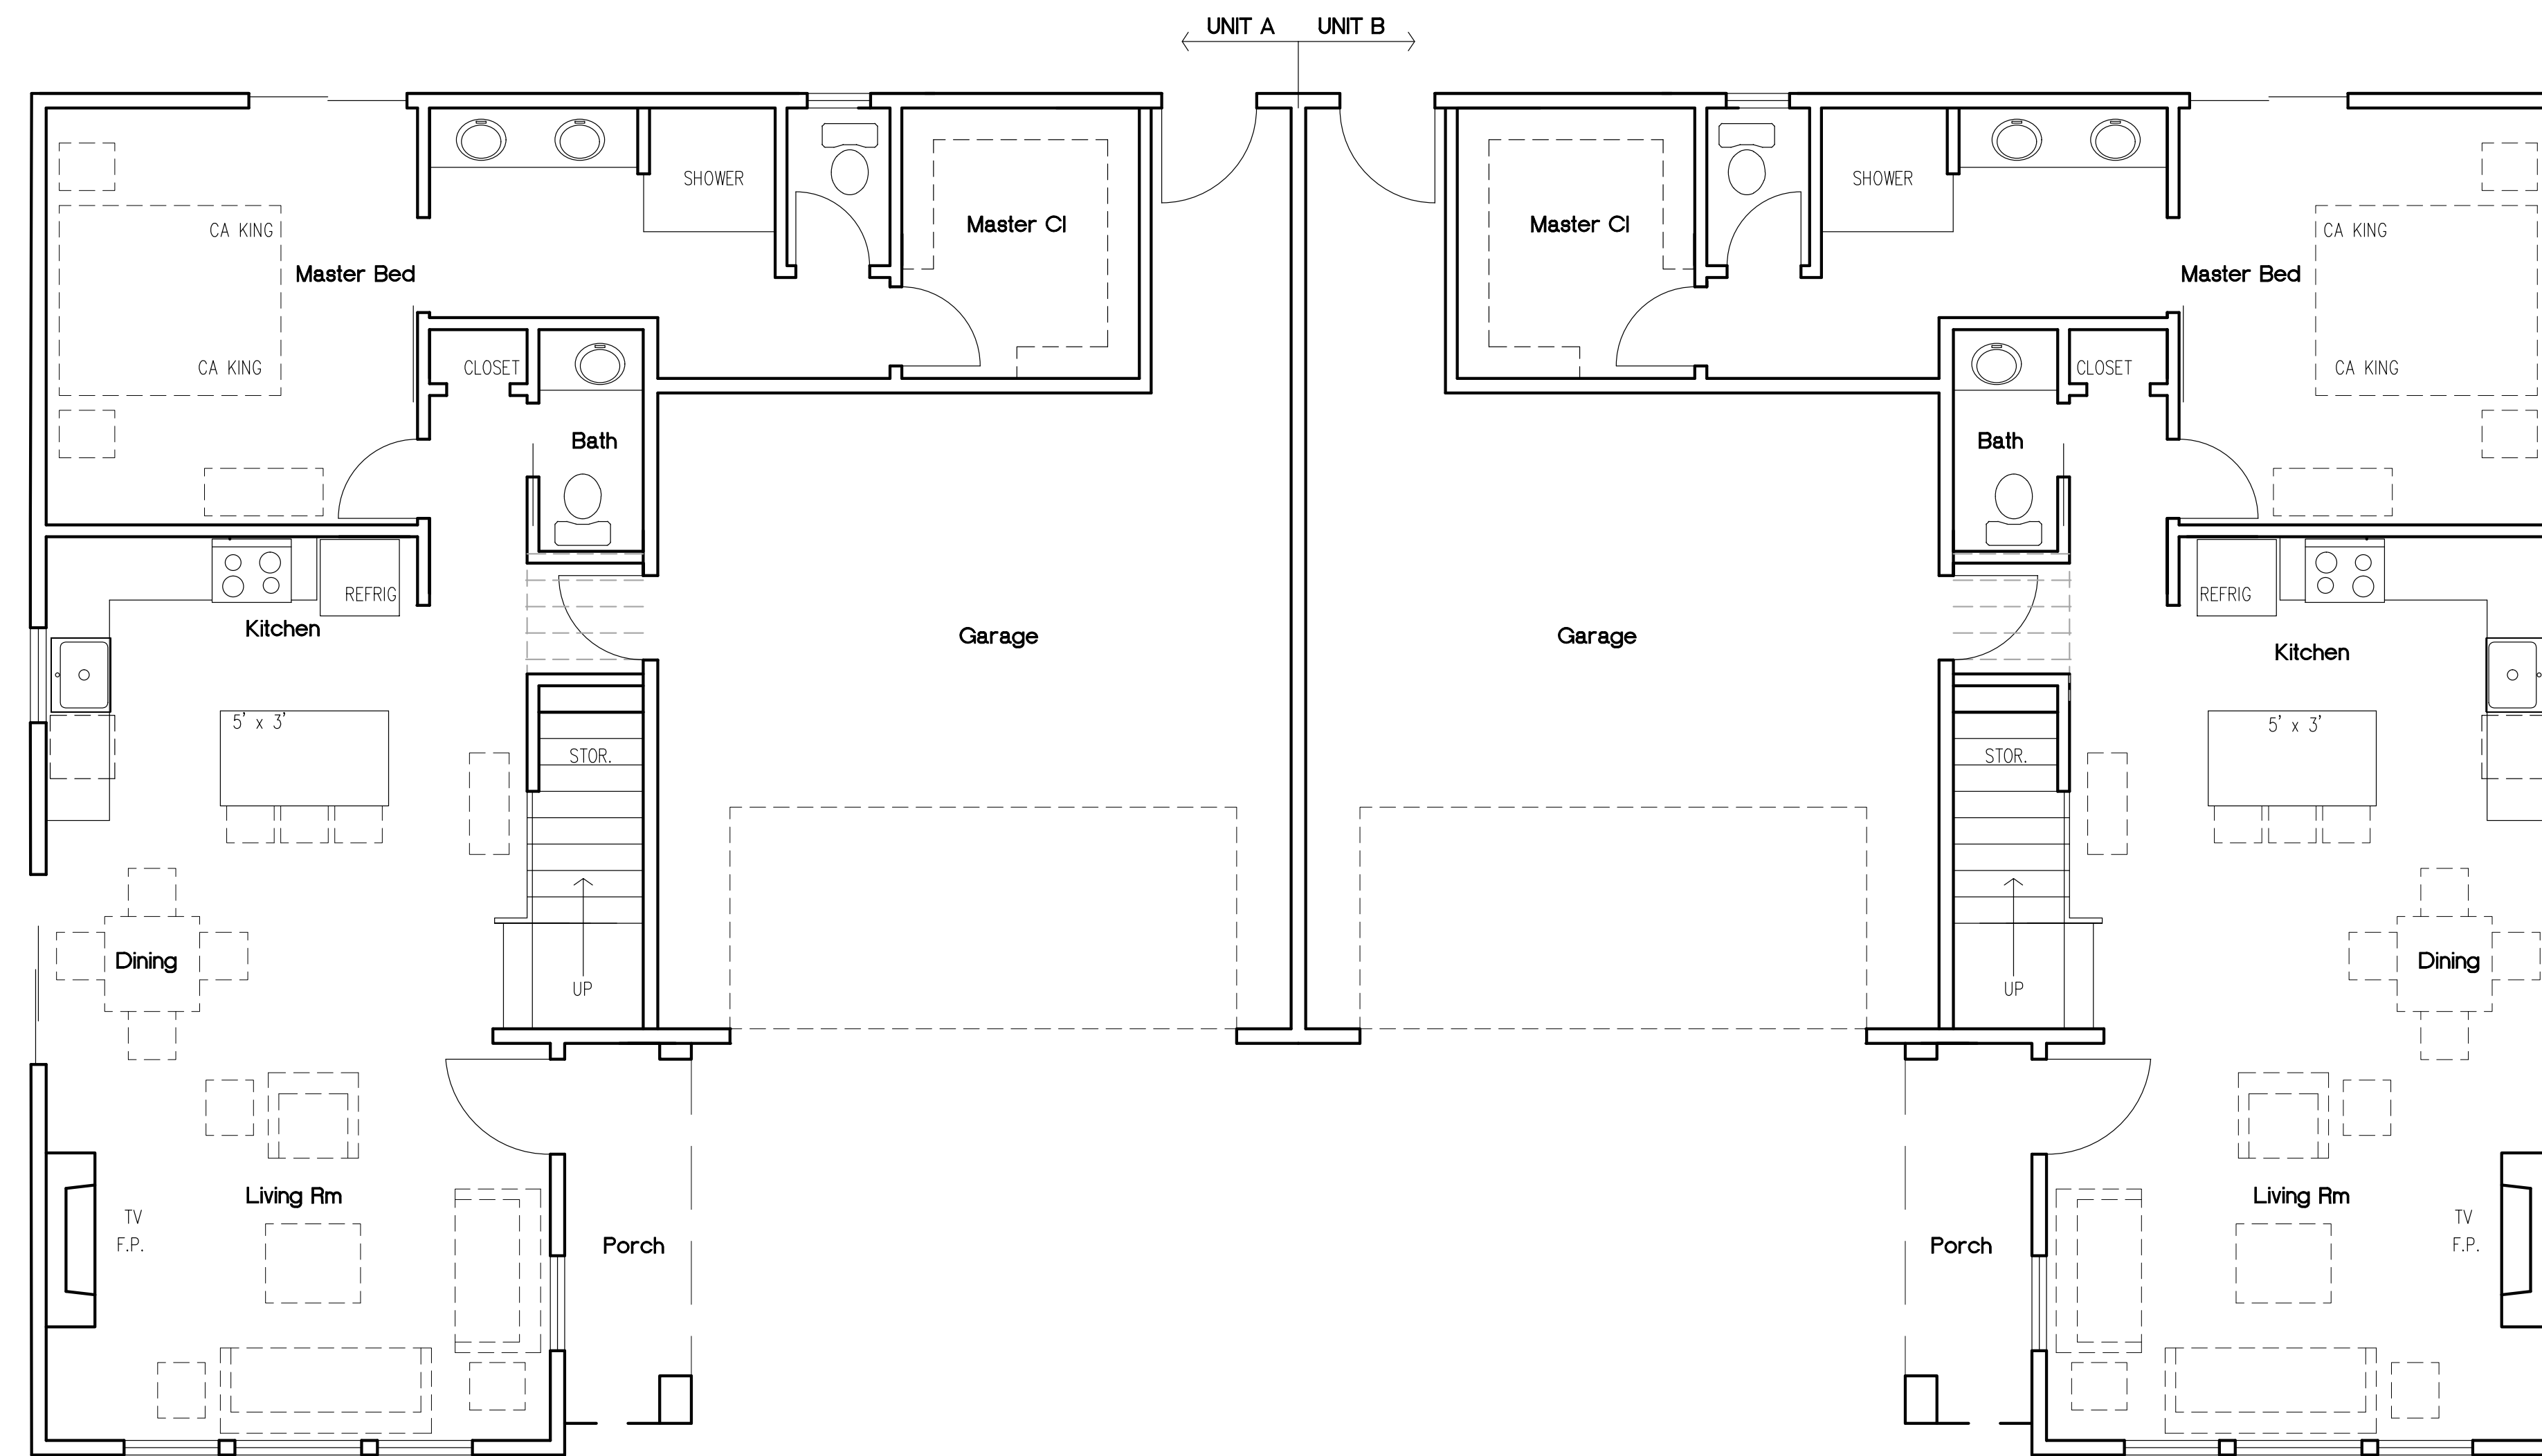 UNIT A UNIT B
SHOWER SHOWER
CA KING Master Cl Master Cl CA KING
Master Bed Master Bed
CA KING CLOSET CLOSET CA KING
Bath Bath
REFRIG REFRIG
Kitchen Garage Garage Kitchen
5' x 3' 5' x 3'
STOR. STOR.
Dining Dining
UP UP
Living Rm Living Rm
TV TV
F.P. Porch Porch F.P.